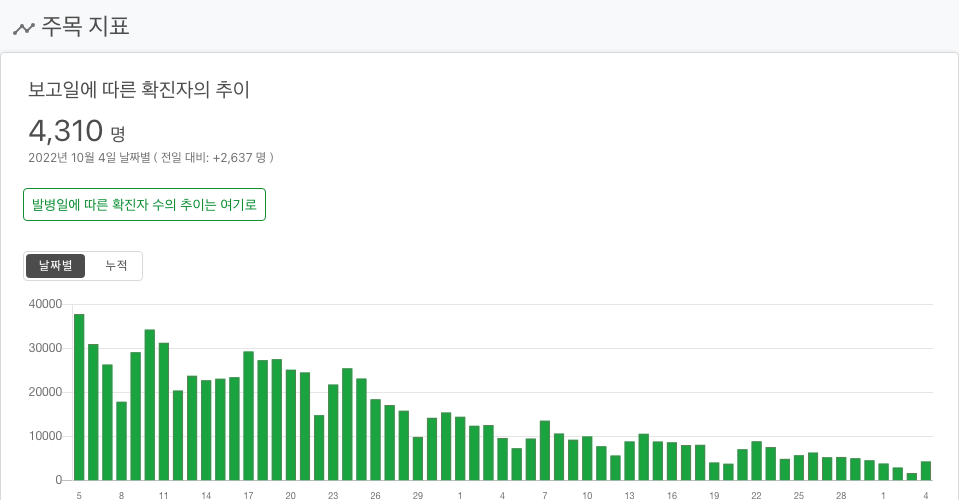 주목 지표
보고일에 따른 확진자의 추이
4,310 명
2022년 10월 4일 날짜별 ( 전일 대비: +2,637 명 )
발병일에 따른 확진자 수의 추이는 여기로
날짜별 누적
40000
30000
20000
10000
0
5 8 11 14 17 20 23 26 29 1 4 7 10 13 16 19 22 25 28 1 4